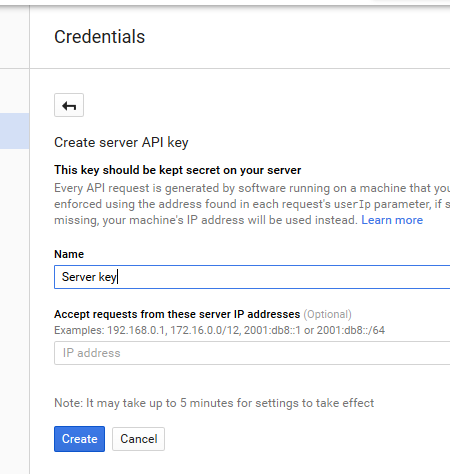 Credentials
Create server API key
This key should be kept secret on your server
Every API request is generated by software running on a machine that you
enforced using the address found in each request's userIp parameter, if s
missing, your machine's IP address will be used instead. Learn more
Name
Server key
Accept requests from these server IP addresses (Optional)
Examples: 192.168.0.1, 172.16.0.0/12, 2001:db8::1 or 2001:db8::/64
IP address
Note: It may take up to 5 minutes for settings to take effect
Create Cancel